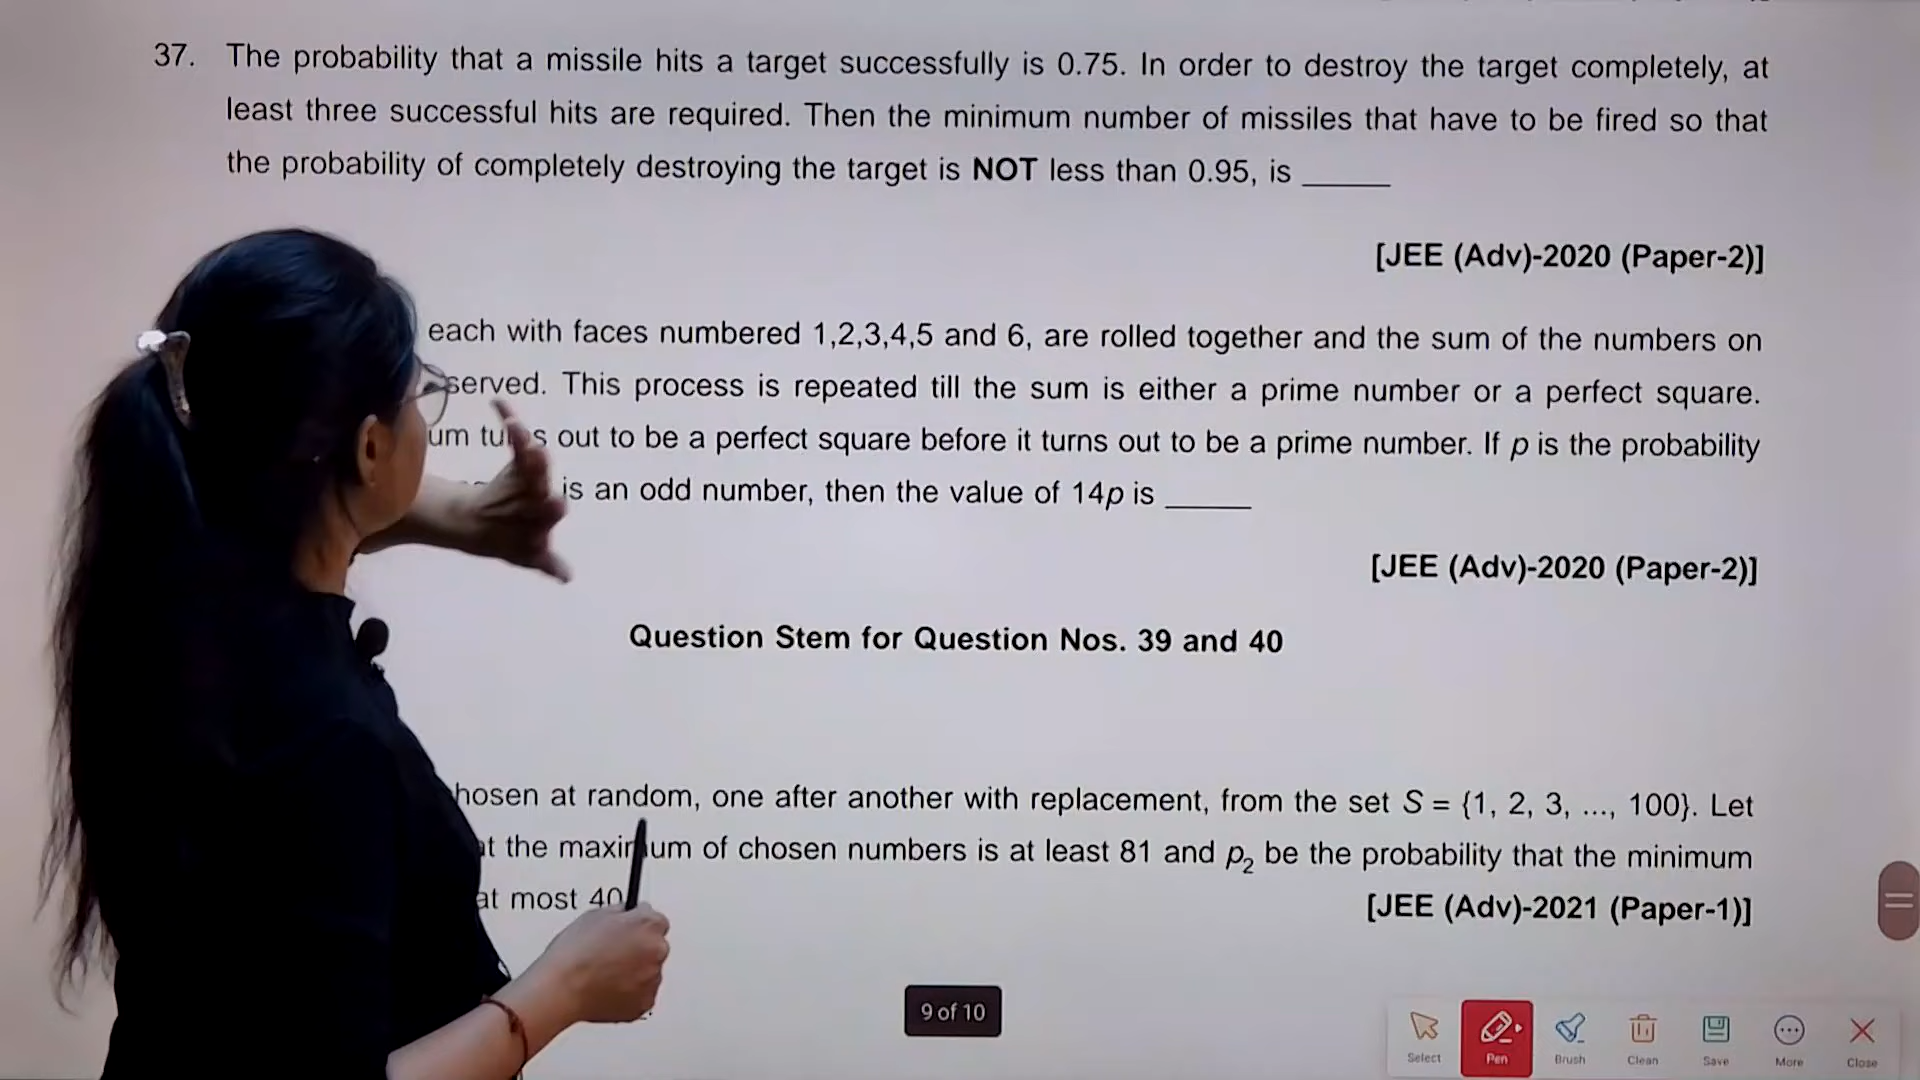 37. The probability that a missile hits a target successfully is 0.75. In order to destroy the target completely, at
least three successful hits are required. Then the minimum number of missiles that have to be fired so that
the probability of completely destroying the target is NOT less than 0.95, is ______
[JEE (Adv)-2020 (Paper-2)]
each with faces numbered 1,2,3,4,5 and 6, are rolled together and the sum of the numbers on
served. This process is repeated till the sum is either a prime number or a perfect square.
um turns out to be a perfect square before it turns out to be a prime number. If p is the probability
is an odd number, then the value of 14p is ______
[JEE (Adv)-2020 (Paper-2)]
Question Stem for Question Nos. 39 and 40
hosen at random, one after another with replacement, from the set S = {1, 2, 3, ..., 100}. Let
at the maximum of chosen numbers is at least 81 and p₂ be the probability that the minimum
at most 40
[JEE (Adv)-2021 (Paper-1)]
9 of 10
Select Pen Brush Clean Save More Close